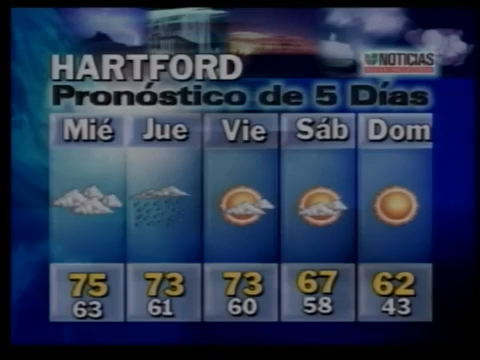 HARTFORD
NOTICIAS
Pronóstico de 5 Días
Mié Jue Vie Sáb Dom
75 73 73 67 62
63 61 60 58 43